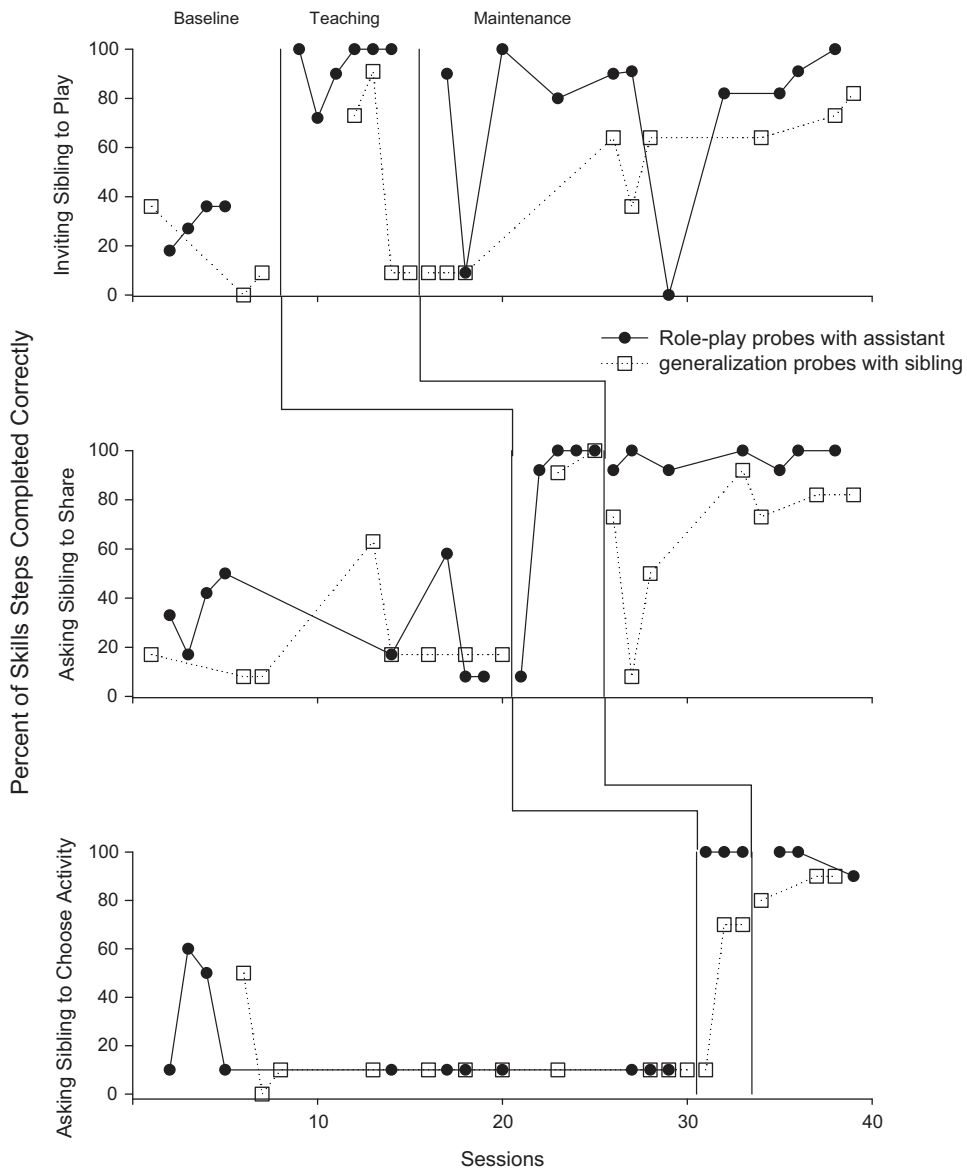 Baseline Teaching Maintenance
100
80
60
40
20
0
Inviting Sibling to Play
Role-play probes with assistant
generalization probes with sibling
Percent of Skills Steps Completed Correctly
100
80
60
40
20
0
Asking Sibling to Share
100
80
60
40
20
0
Asking Sibling to Choose Activity
10 20 30 40
Sessions